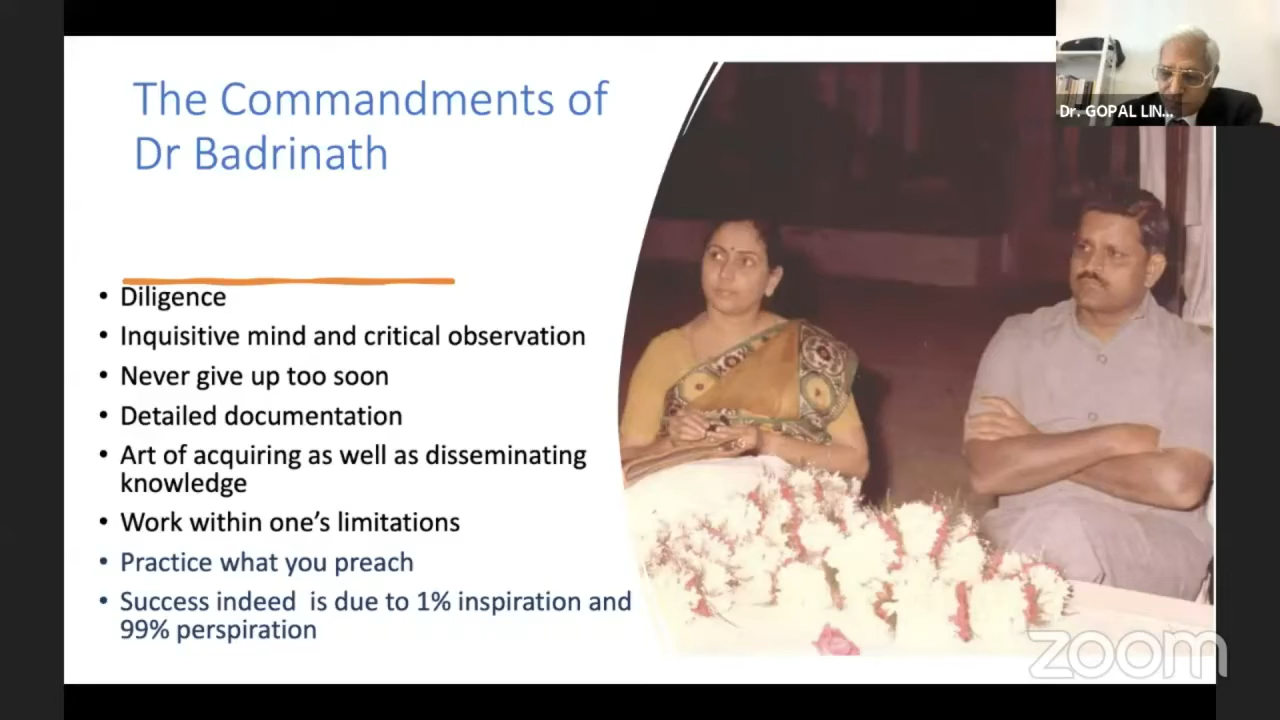 The Commandments of
Dr Badrinath
Dr. GOPAL LIN...
• Diligence
• Inquisitive mind and critical observation
• Never give up too soon
• Detailed documentation
• Art of acquiring as well as disseminating
knowledge
• Work within one’s limitations
• Practice what you preach
• Success indeed  is due to 1% inspiration and
99% perspiration
zoom